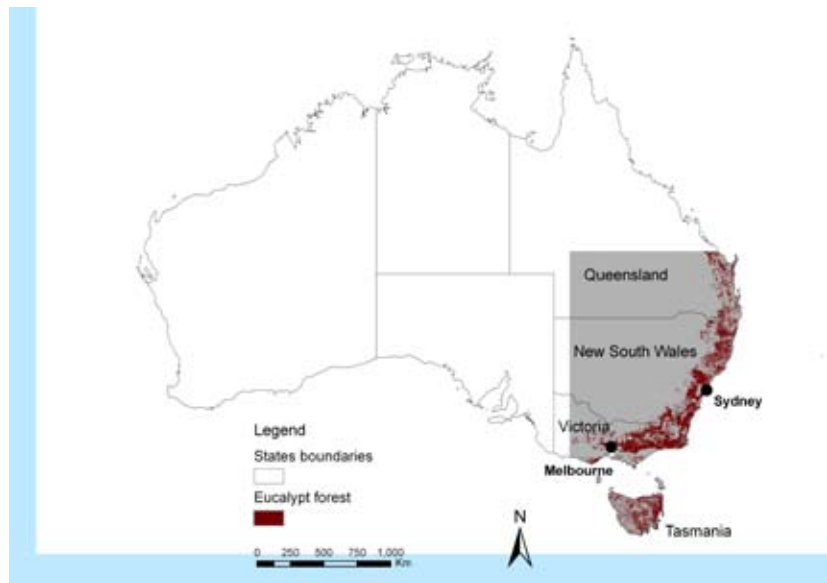 Queensland
New South Wales
Sydney
Victoria
Melbourne
Legend
States boundaries
Eucalypt forest
N
Tasmania
0 125 250 500 750 1,000
Km